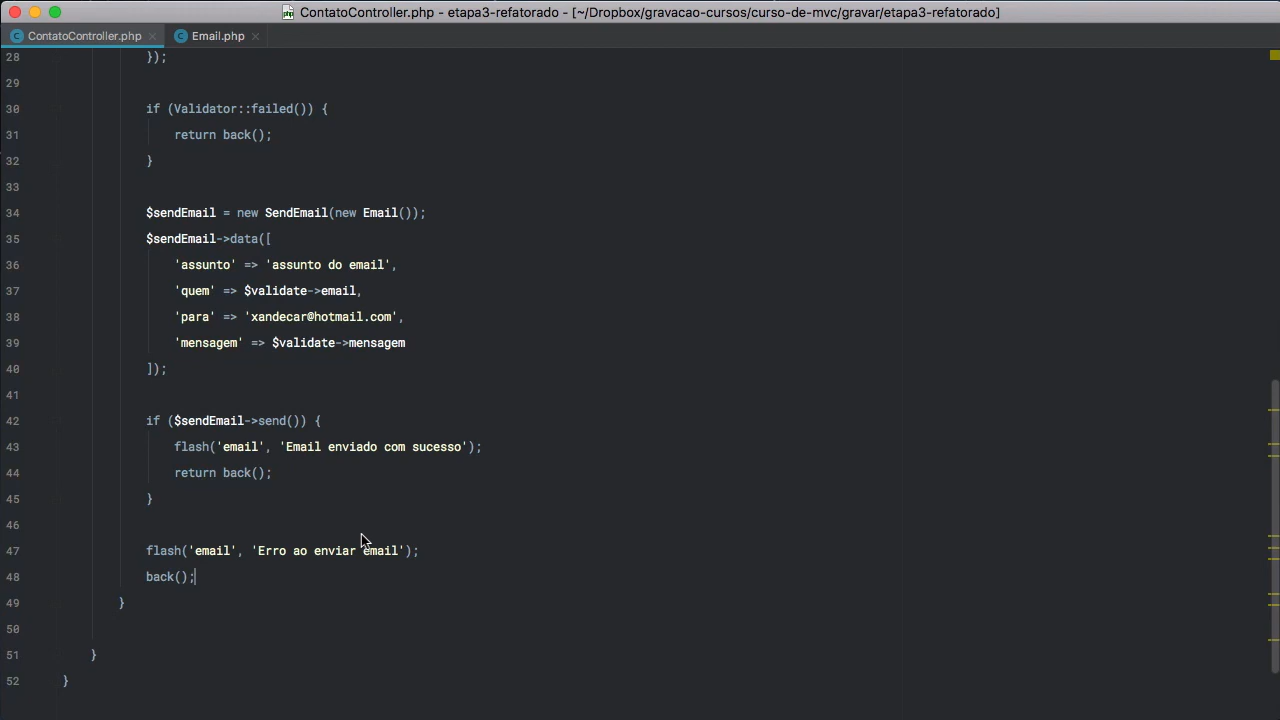 ContatoController.php - etapa3-refatorado - [~/Dropbox/gravacao-cursos/curso-de-mvc/gravar/etapa3-refatorado]
ContatoController.php Email.php
28 });
29
30 if (Validator::failed()) {
31 return back();
32 }
33
34 $sendEmail = new SendEmail(new Email());
35 $sendEmail->data([
36 'assunto' => 'assunto do email',
37 'quem' => $validate->email,
38 'para' => 'xandecar@hotmail.com',
39 'mensagem' => $validate->mensagem
40 ]);
41
42 if ($sendEmail->send()) {
43 flash('email', 'Email enviado com sucesso');
44 return back();
45 }
46
47 flash('email', 'Erro ao enviar email');
48 back();
49 }
50
51 }
52 }